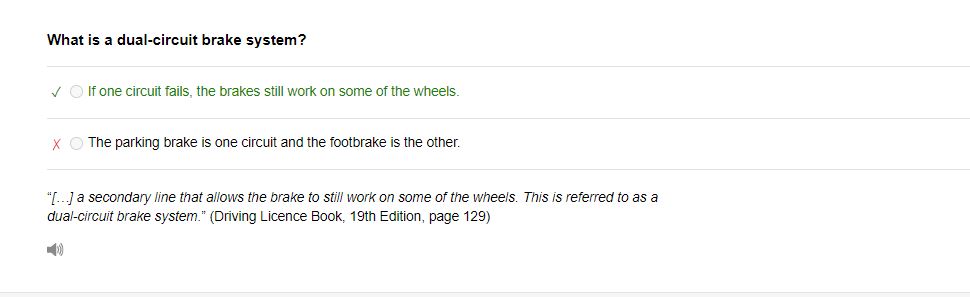 What is a dual-circuit brake system?
✓ If one circuit fails, the brakes still work on some of the wheels.
X The parking brake is one circuit and the footbrake is the other.
“[…] a secondary line that allows the brake to still work on some of the wheels. This is referred to as a
dual-circuit brake system.” (Driving Licence Book, 19th Edition, page 129)